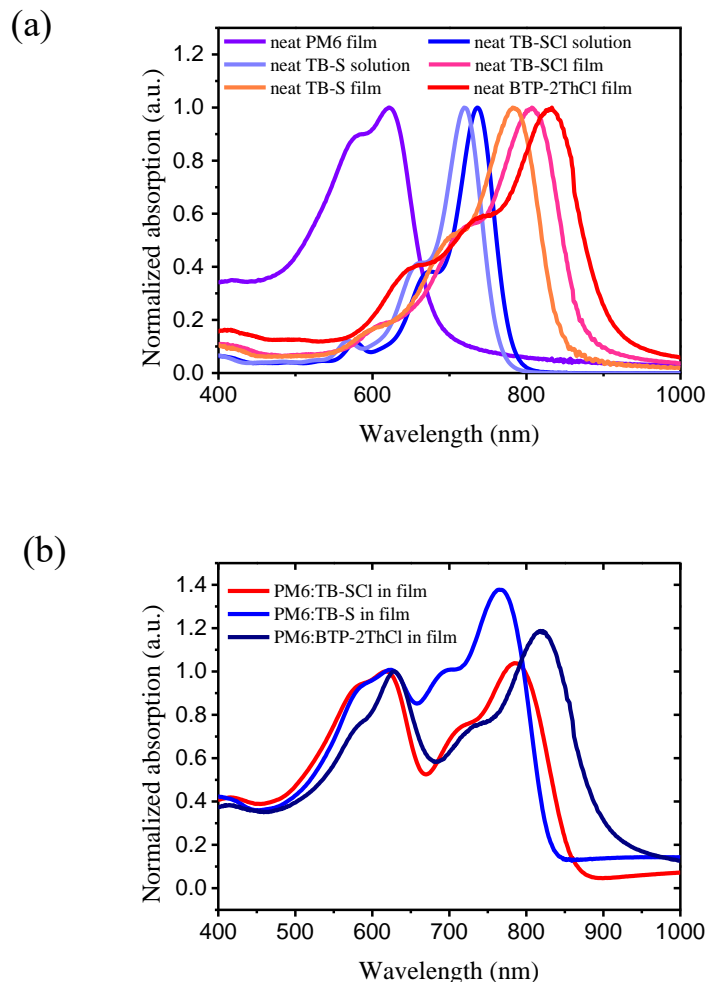 (a)
neat PM6 film
neat TB-SCl solution
neat TB-S solution
neat TB-SCl film
neat TB-S film
neat BTP-2ThCl film
1.2
1.0
0.8
0.6
0.4
0.2
0.0
Normalized absorption (a.u.)
400 600 800 1000
Wavelength (nm)
(b)
PM6:TB-SCl in film
PM6:TB-S in film
PM6:BTP-2ThCl in film
1.4
1.2
1.0
0.8
0.6
0.4
0.2
0.0
Normalized absorption (a.u.)
400 500 600 700 800 900 1000
Wavelength (nm)